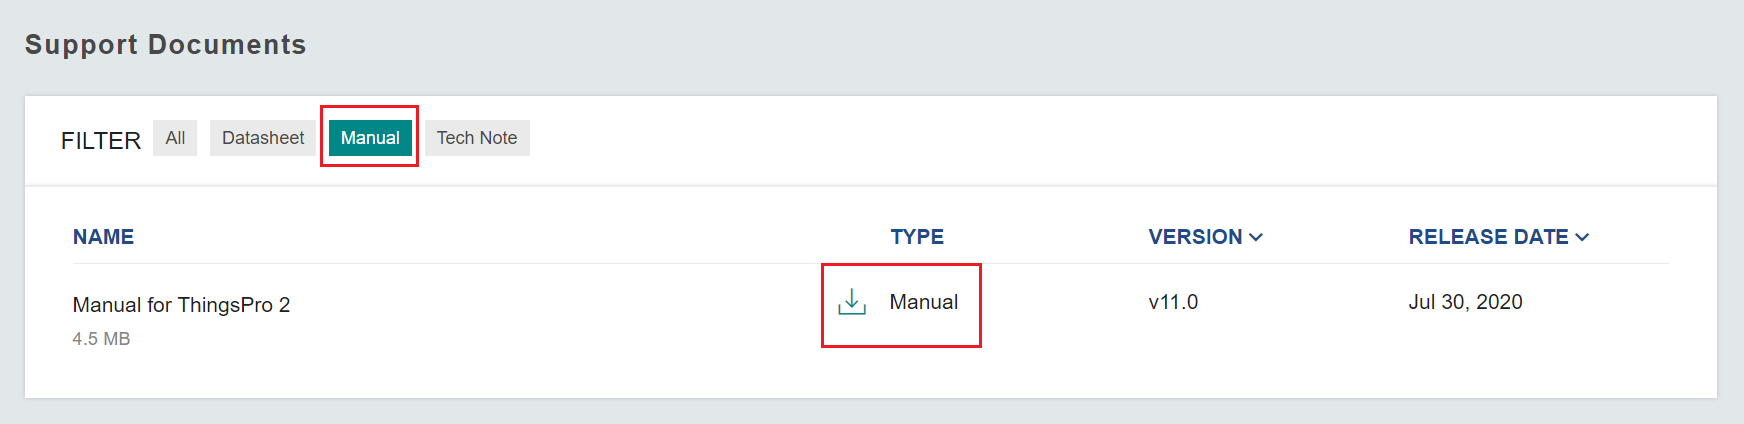 Support Documents
FILTER All Datasheet Manual Tech Note
NAME TYPE VERSION RELEASE DATE
Manual for ThingsPro 2 Manual v11.0 Jul 30, 2020
4.5 MB